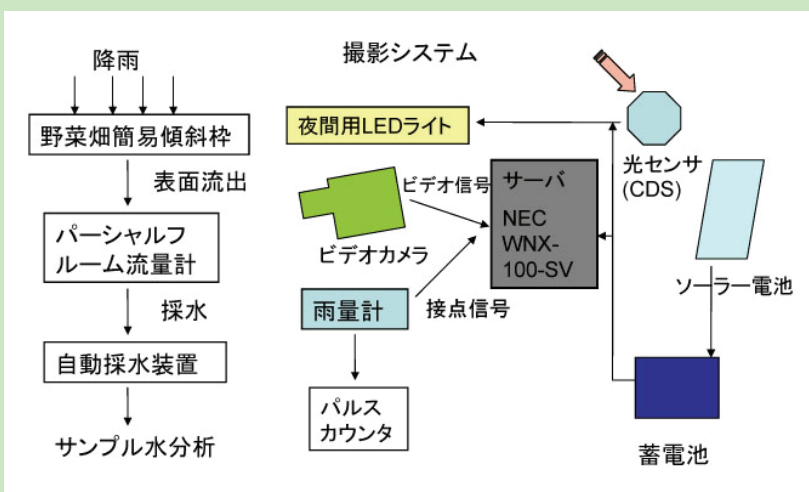 降雨
野菜畑簡易傾斜枠
表面流出
パーシャルフ
ルーム流量計
採水
自動採水装置
サンプル水分析
撮影システム
夜間用LEDライト
ビデオ信号
ビデオカメラ
サーバ
NEC
WNX-
100-SV
雨量計
接点信号
パルス
カウンタ
光センサ
(CDS)
ソーラー電池
蓄電池